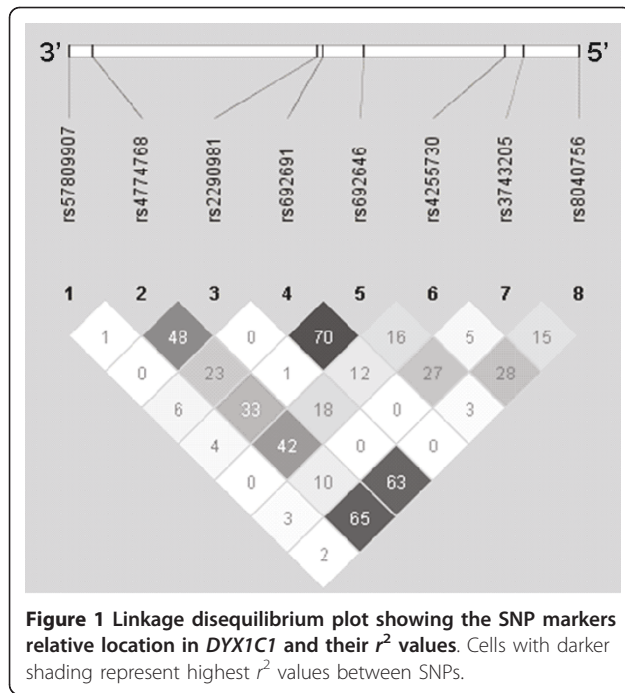 3’ 5’
rs57809907 rs4774768 rs2290981 rs692691 rs692646 rs4255730 rs3743205 rs8040756
1 2 3 4 5 6 7 8
1 48 0 70 16 5 15
0 23 1 12 27 28
6 33 18 0 3
4 42 0 0
0 10 63
3 65
2
Figure 1 Linkage disequilibrium plot showing the SNP markers
relative location in DYX1C1 and their r² values. Cells with darker
shading represent highest r² values between SNPs.